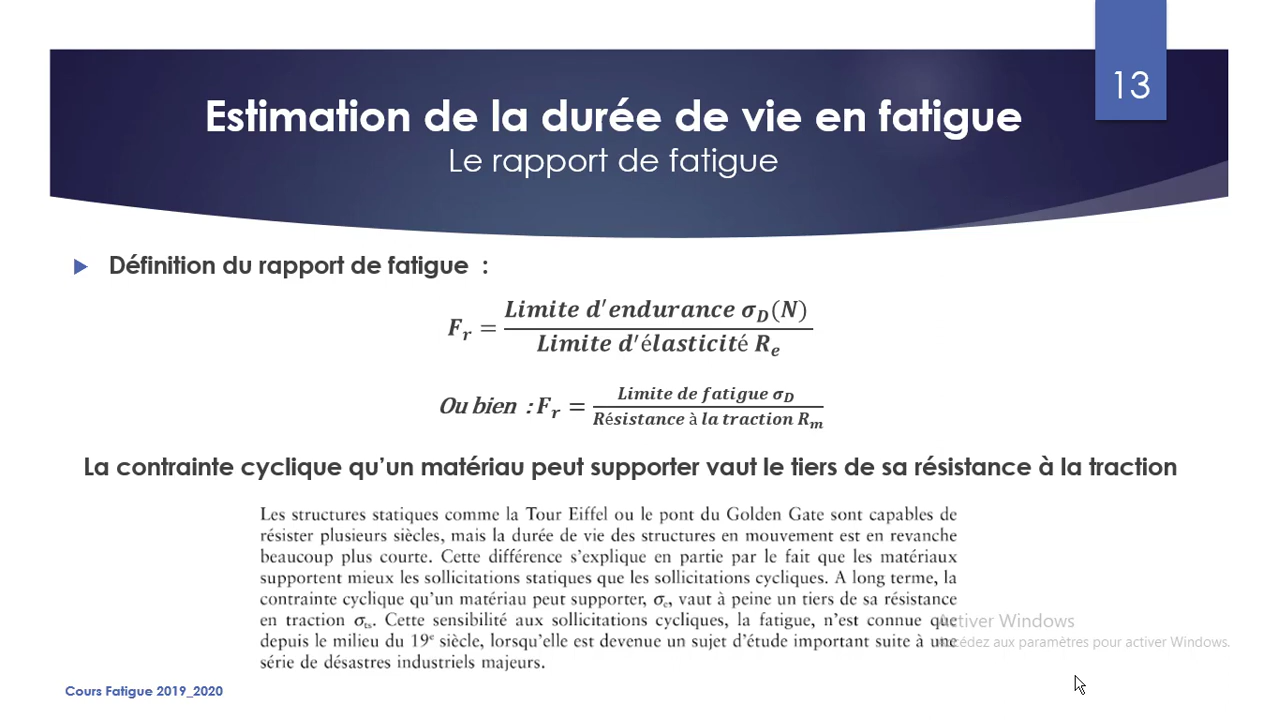 13
Estimation de la durée de vie en fatigue
Le rapport de fatigue
Définition du rapport de fatigue :
F_r = Limite d'endurance σ_D(N) / Limite d'élasticité R_e
Ou bien : F_r = Limite de fatigue σ_D / Résistance à la traction R_m
La contrainte cyclique qu'un matériau peut supporter vaut le tiers de sa résistance à la traction
Les structures statiques comme la Tour Eiffel ou le pont du Golden Gate sont capables de
résister plusieurs siècles, mais la durée de vie des structures en mouvement est en revanche
beaucoup plus courte. Cette différence s'explique en partie par le fait que les matériaux
supportent mieux les sollicitations statiques que les sollicitations cycliques. A long terme, la
contrainte cyclique qu'un matériau peut supporter, σ_e, vaut à peine un tiers de sa résistance
en traction σ_ts. Cette sensibilité aux sollicitations cycliques, la fatigue, n'est connue que
depuis le milieu du 19e siècle, lorsqu'elle est devenue un sujet d'étude important suite à une
série de désastres industriels majeurs.
Activer Windows
Accédez aux paramètres pour activer Windows.
Cours Fatigue 2019_2020